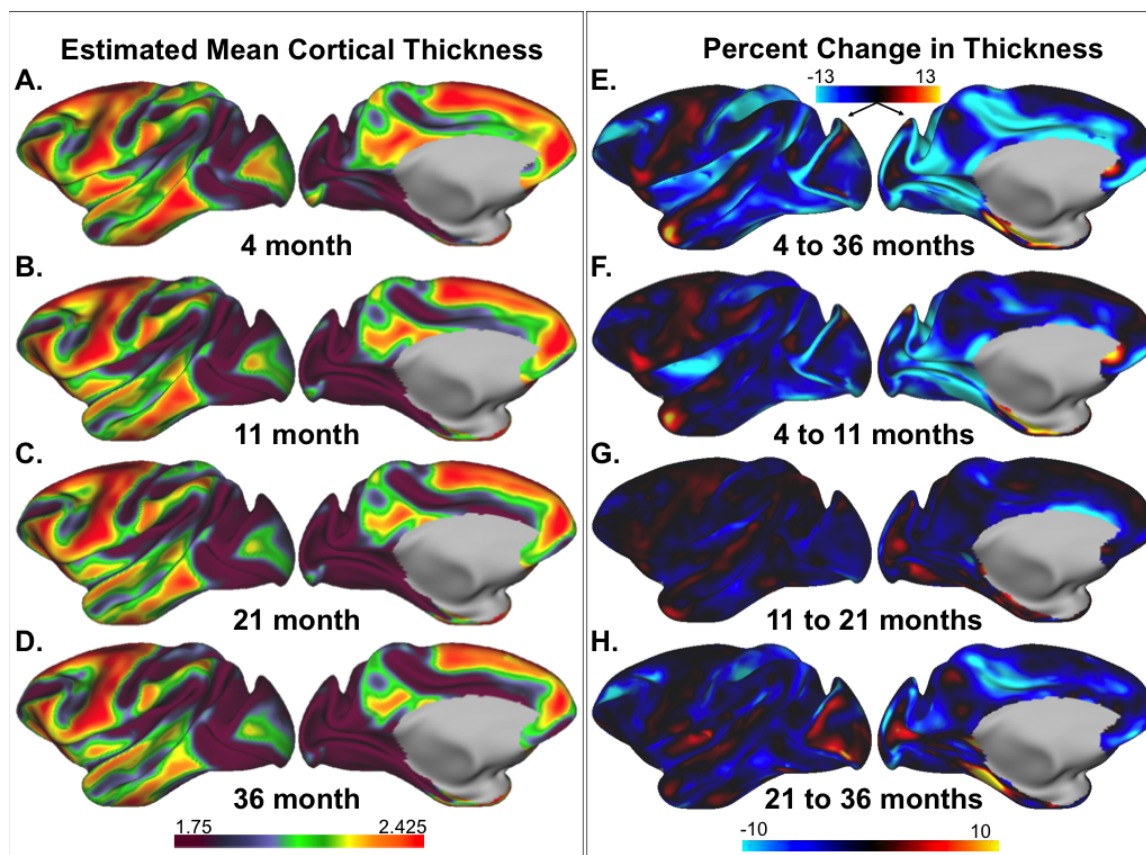 Estimated Mean Cortical Thickness
A.
4 month
B.
11 month
C.
21 month
D.
36 month
1.75 2.425
Percent Change in Thickness
-13 13
E.
4 to 36 months
F.
4 to 11 months
G.
11 to 21 months
H.
21 to 36 months
-10 10